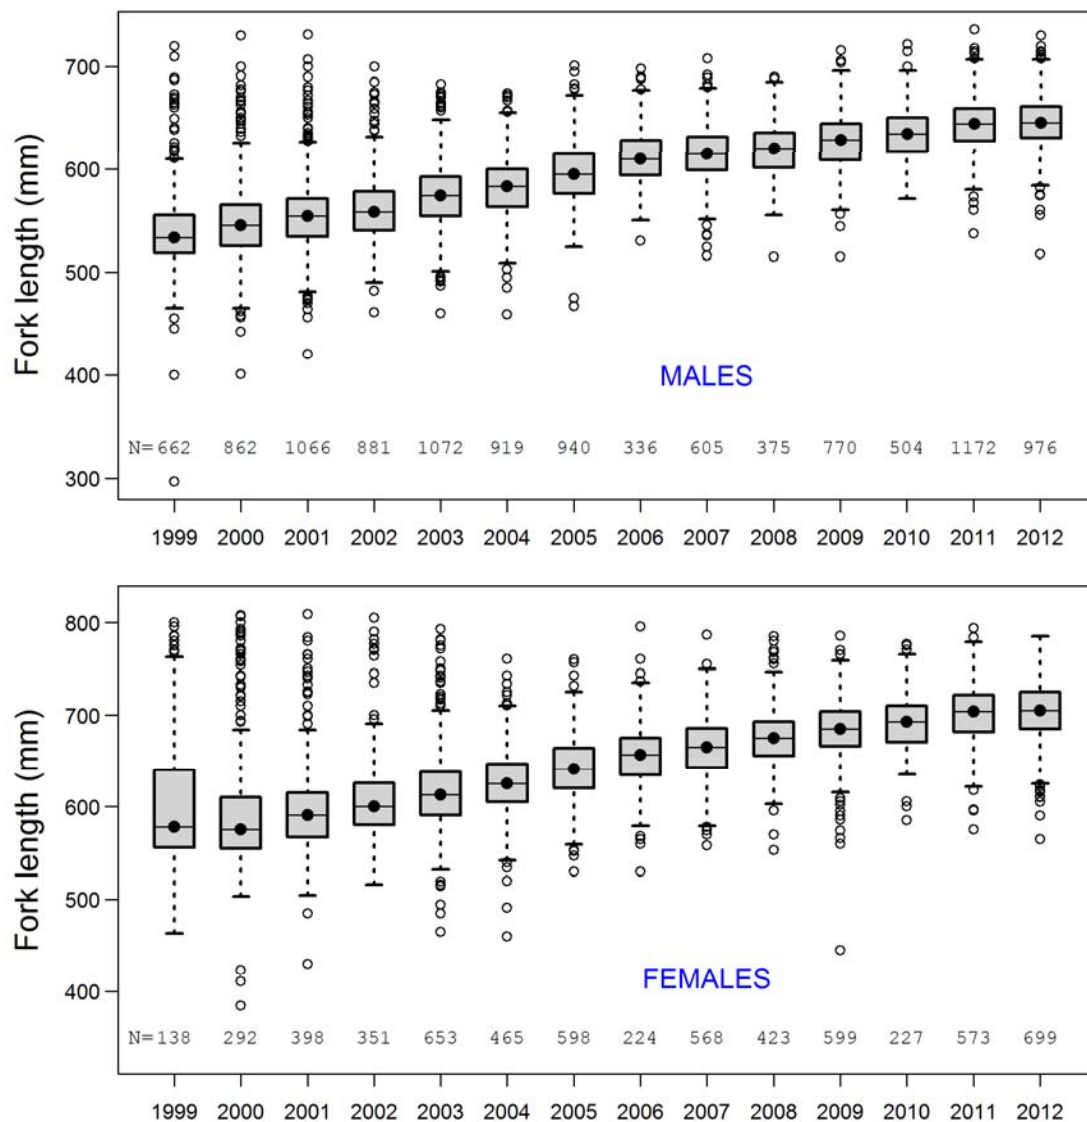 Fork length (mm)
700
600
500
400
300
MALES
N= 662 862 1066 881 1072 919 940 336 605 375 770 504 1172 976
1999 2000 2001 2002 2003 2004 2005 2006 2007 2008 2009 2010 2011 2012
Fork length (mm)
800
700
600
500
400
FEMALES
N= 138 292 398 351 653 465 598 224 568 423 599 227 573 699
1999 2000 2001 2002 2003 2004 2005 2006 2007 2008 2009 2010 2011 2012